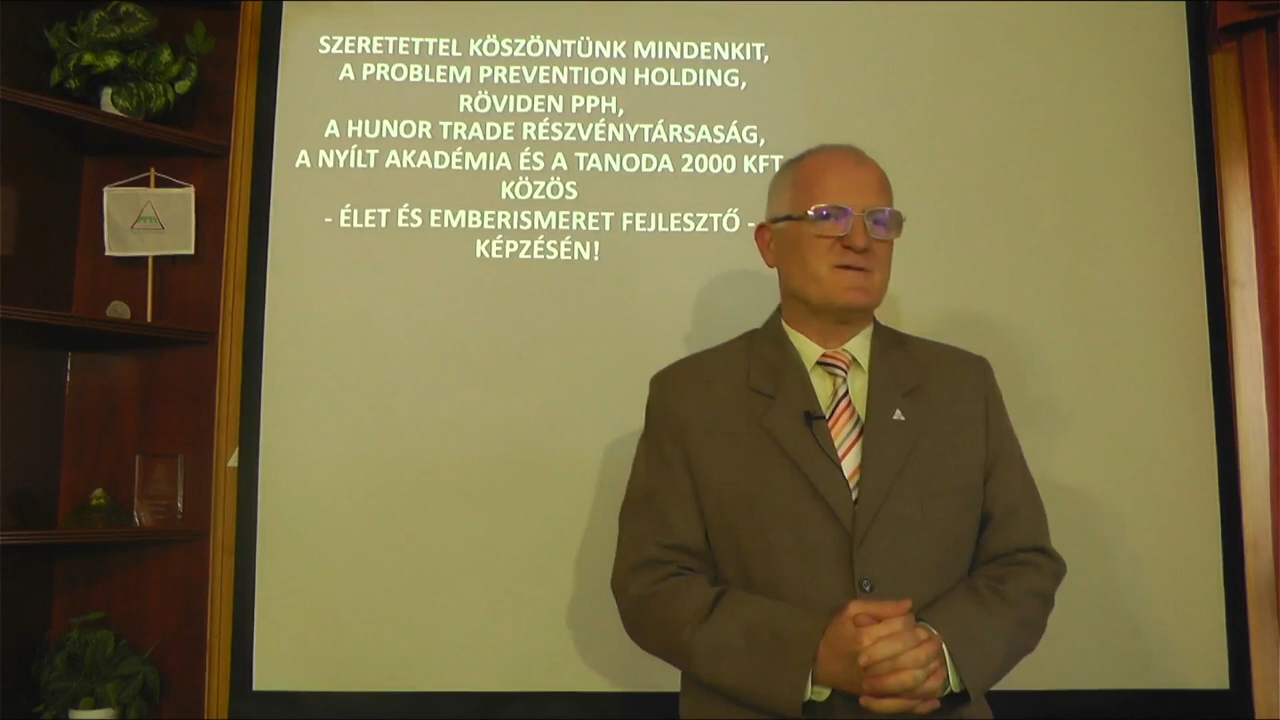 SZERETETTEL KÖSZÖNTÜNK MINDENKIT,
A PROBLEM PREVENTION HOLDING,
RÖVIDEN PPH,
A HUNOR TRADE RÉSZVÉNYTÁRSASÁG,
A NYÍLT AKADÉMIA ÉS A TANODA 2000 KFT
KÖZÖS
- ÉLET ÉS EMBERISMERET FEJLESZTŐ -
KÉPZÉSÉN!